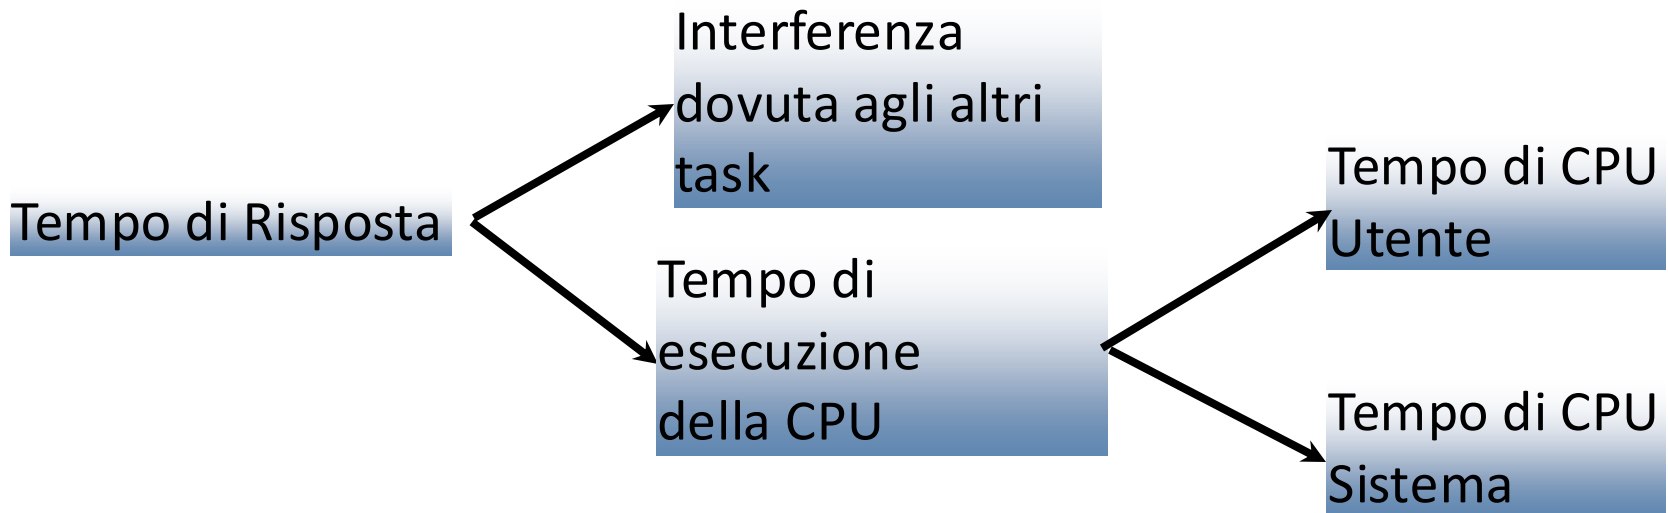 Tempo di Risposta
Interferenza
dovuta agli altri
task
Tempo di
esecuzione
della CPU
Tempo di CPU
Utente
Tempo di CPU
Sistema